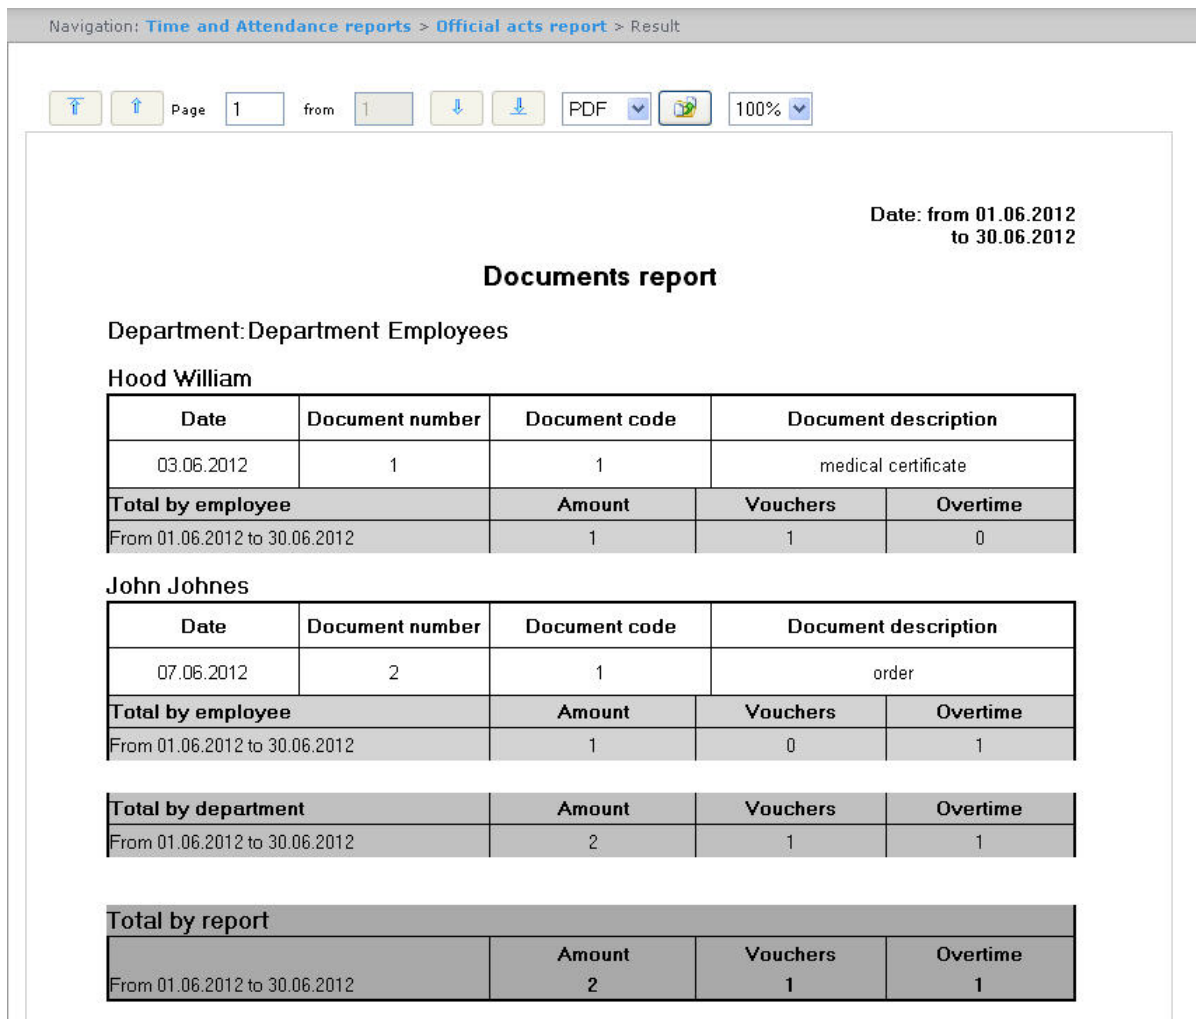 Navigation: Time and Attendance reports > Official acts report > Result
Page 1 from 1 PDF 100%
Date: from 01.06.2012
to 30.06.2012
Documents report
Department:Department Employees
Hood William
Date Document number Document code Document description
03.06.2012 1 1 medical certificate
Total by employee Amount Vouchers Overtime
From 01.06.2012 to 30.06.2012 1 1 0
John Johnes
Date Document number Document code Document description
07.06.2012 2 1 order
Total by employee Amount Vouchers Overtime
From 01.06.2012 to 30.06.2012 1 0 1
Total by department Amount Vouchers Overtime
From 01.06.2012 to 30.06.2012 2 1 1
Total by report
Amount Vouchers Overtime
From 01.06.2012 to 30.06.2012 2 1 1